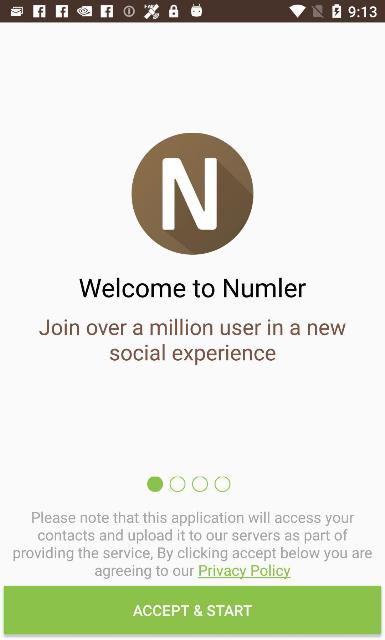 9:13
N
Welcome to Numler
Join over a million user in a new
social experience
Please note that this application will access your
contacts and upload it to our servers as part of
providing the service, By clicking accept below you are
agreeing to our Privacy Policy
ACCEPT & START